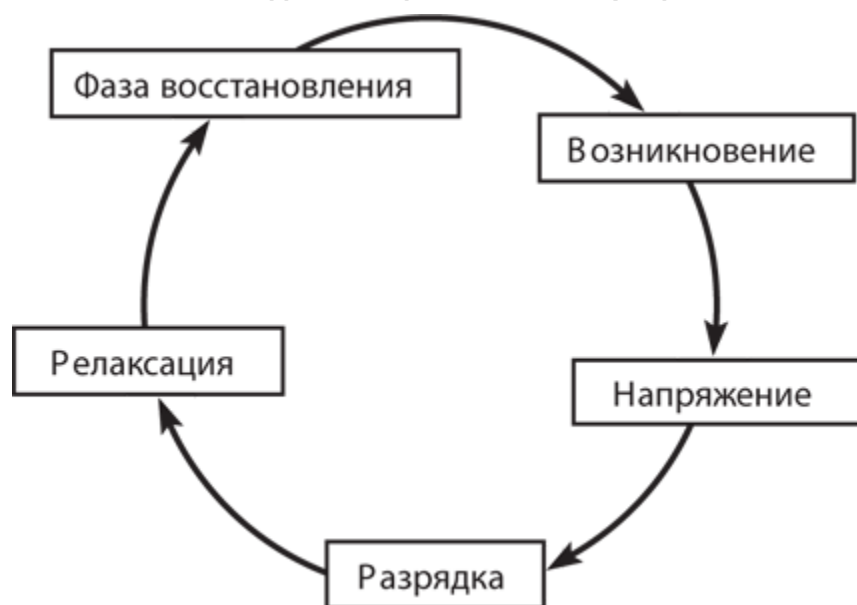 Фаза восстановления
Возникновение
Напряжение
Разрядка
Релаксация